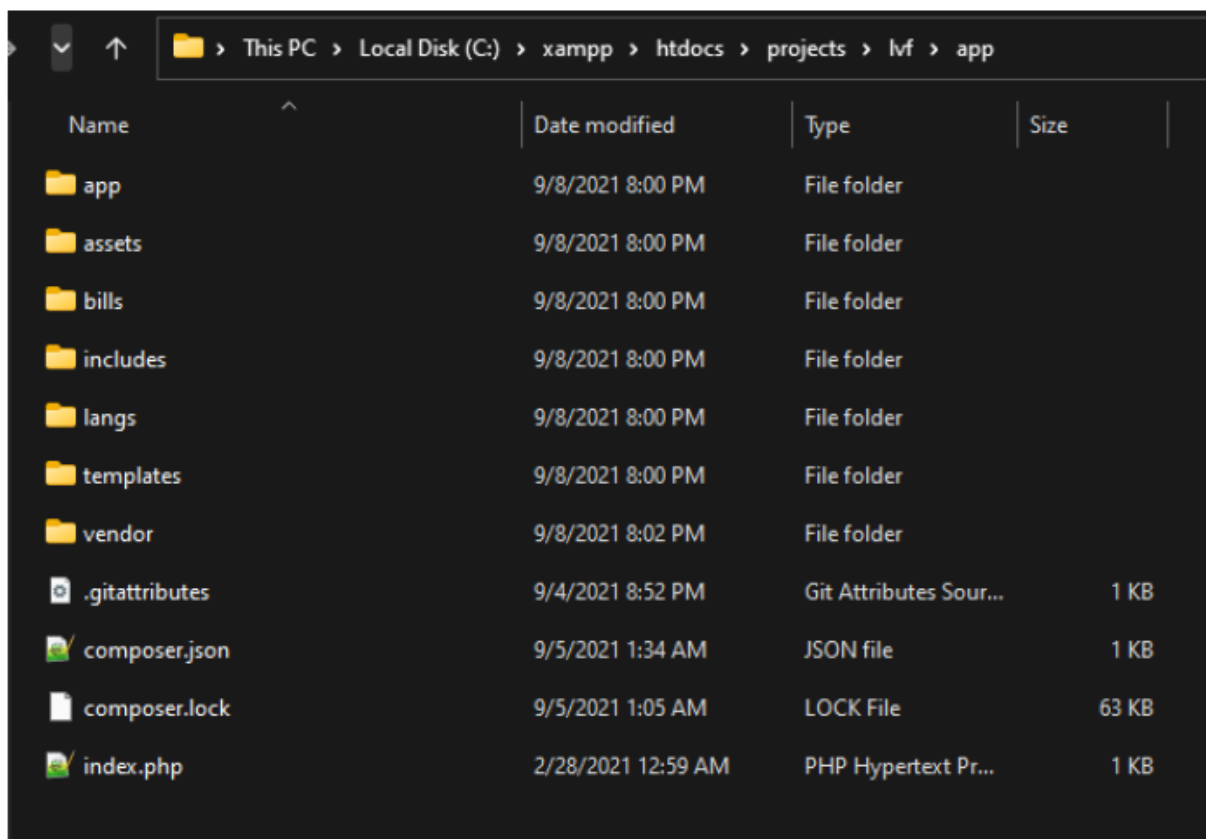 This PC > Local Disk (C:) > xampp > htdocs > projects > lvf > app
Name Date modified Type Size
app 9/8/2021 8:00 PM File folder
assets 9/8/2021 8:00 PM File folder
bills 9/8/2021 8:00 PM File folder
includes 9/8/2021 8:00 PM File folder
langs 9/8/2021 8:00 PM File folder
templates 9/8/2021 8:00 PM File folder
vendor 9/8/2021 8:02 PM File folder
.gitattributes 9/4/2021 8:52 PM Git Attributes Sour... 1 KB
composer.json 9/5/2021 1:34 AM JSON file 1 KB
composer.lock 9/5/2021 1:05 AM LOCK File 63 KB
index.php 2/28/2021 12:59 AM PHP Hypertext Pr... 1 KB